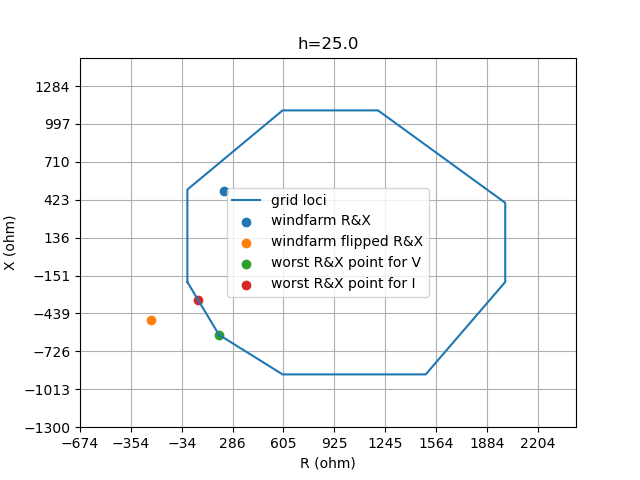 h=25.0
1284
997
710
423
136
−151
−439
−726
−1013
−1300
X (ohm)
grid loci
windfarm R&X
windfarm flipped R&X
worst R&X point for V
worst R&X point for I
−674 −354 −34 286 605 925 1245 1564 1884 2204
R (ohm)